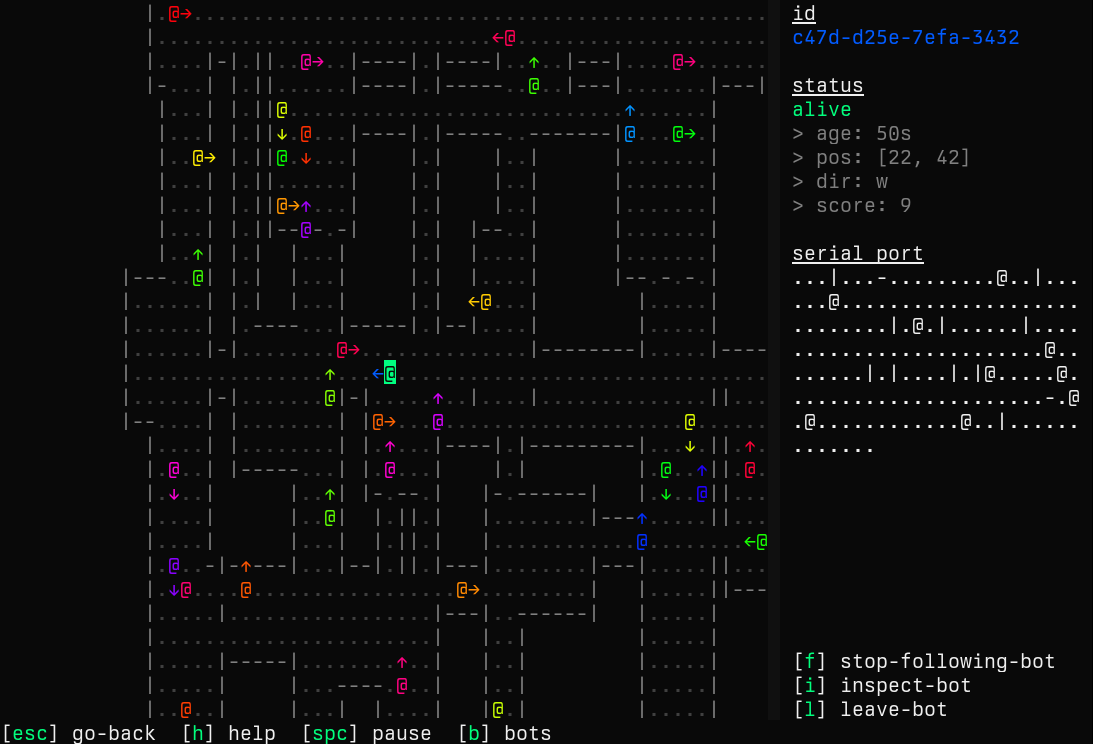 id
c47d-d25e-7efa-3432
status
alive
> age: 50s
> pos: [22, 42]
> dir: w
> score: 9
serial port
...|...-.........@..|...
...@....................
........|.@.|......|....
.....................@..
......|.|....|.|@.....@.
.....................-.@
.@............@..|......
.......
[f] stop-following-bot
[i] inspect-bot
[l] leave-bot
[esc] go-back [h] help [spc] pause [b] bots